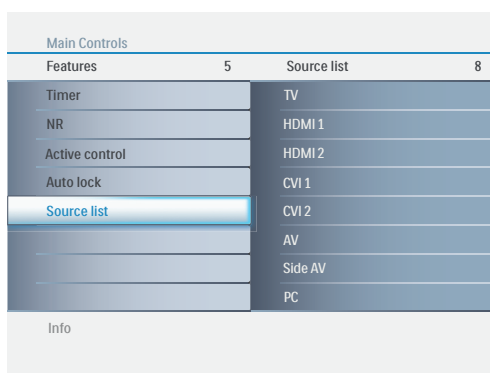 Main Controls
Features 5 Source list 8
Timer TV
NR HDMI 1
Active control HDMI 2
Auto lock CVI 1
Source list CVI 2
AV
Side AV
PC
Info